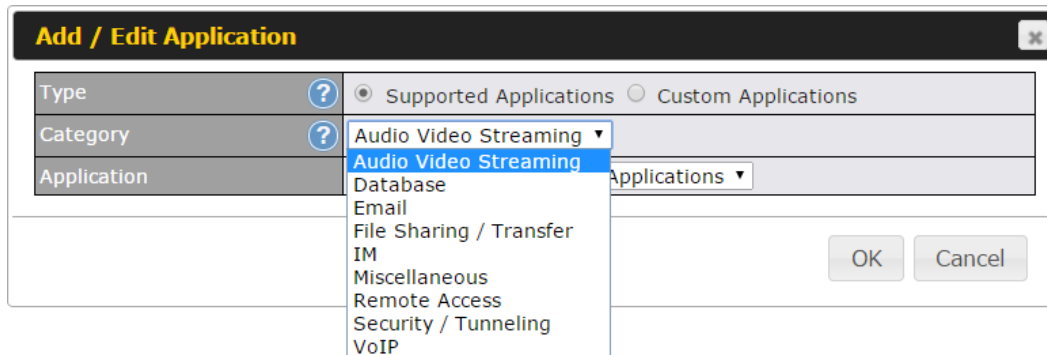 Add / Edit Application
Type ? Supported Applications Custom Applications
Category ? Audio Video Streaming
Application Applications
Audio Video Streaming
Database
Email
File Sharing / Transfer
IM
Miscellaneous
Remote Access
Security / Tunneling
VoIP
OK Cancel